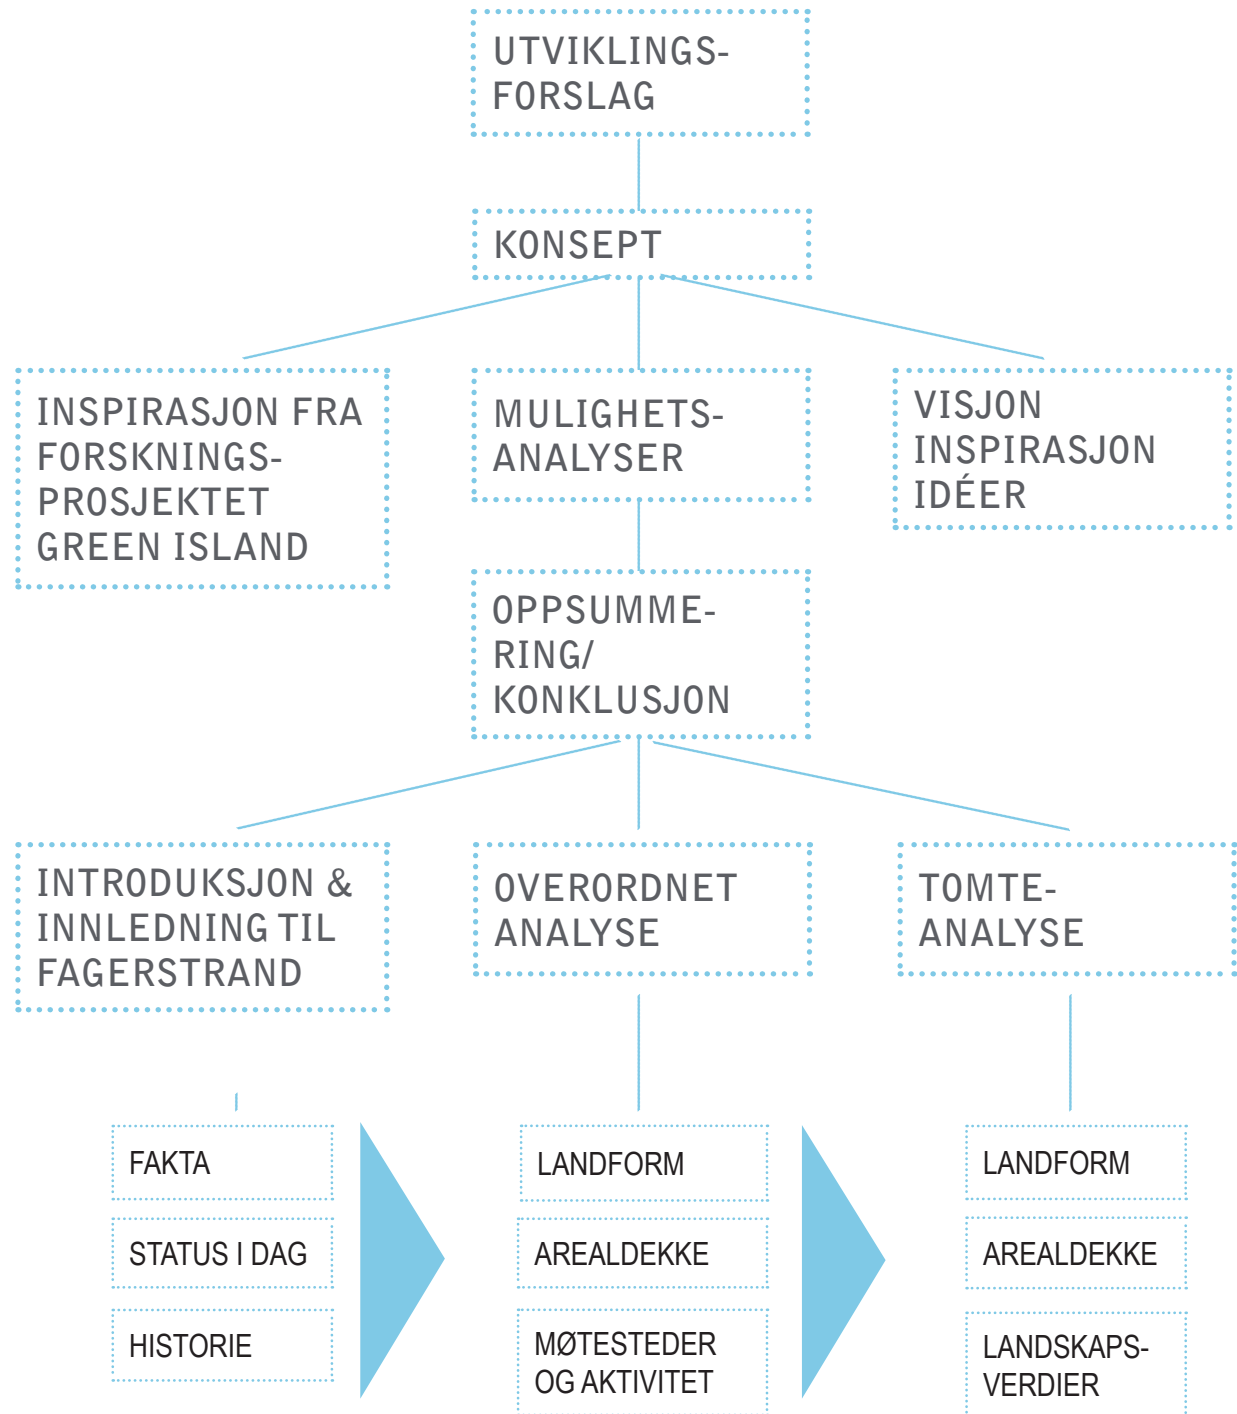 UTVIKLINGS-
FORSLAG
KONSEPT
INSPIRASJON FRA
FORSKNINGS-
PROSJEKTET
GREEN ISLAND
MULIGHETS-
ANALYSER
VISJON
INSPIRASJON
IDÉER
OPPSUMME-
RING/
KONKLUSJON
INTRODUKSJON &
INNLEDNING TIL
FAGERSTRAND
OVERORDNET
ANALYSE
TOMTE-
ANALYSE
FAKTA
STATUS I DAG
HISTORIE
LANDFORM
AREALDEKKE
MØTESTEDER
OG AKTIVITET
LANDFORM
AREALDEKKE
LANDSKAPS-
VERDIER